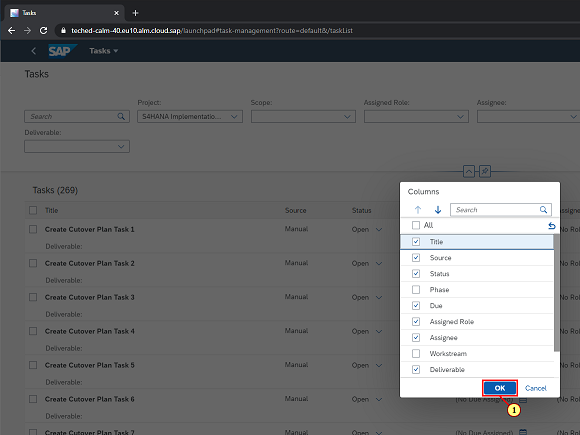 Tasks
teched-calm-40.eu10.alm.cloud.sap/launchpad#task-management?route=default&/taskList
SAP Tasks
Tasks
Project: Scope: Assigned Role: Assignee:
Search S4HANA Implementatio...
Deliverable:
Columns
Tasks (269)
Search
Title Source Status
All
Create Cutover Plan Task 1 Manual Open
Title
Deliverable:
Source
Create Cutover Plan Task 2 Manual Open
Status
Deliverable:
Phase
Create Cutover Plan Task 3 Manual Open
Due
Deliverable:
Assigned Role
Create Cutover Plan Task 4 Manual Open
Assignee
Deliverable:
Workstream
Create Cutover Plan Task 5 Manual Open
Deliverable
Deliverable:
OK Cancel
Create Cutover Plan Task 6 Manual Open (No Due Assigned) (No Rol
1
Deliverable:
Create Cutover Plan Task 7 Manual Open (No Due Assigned) (No Rol